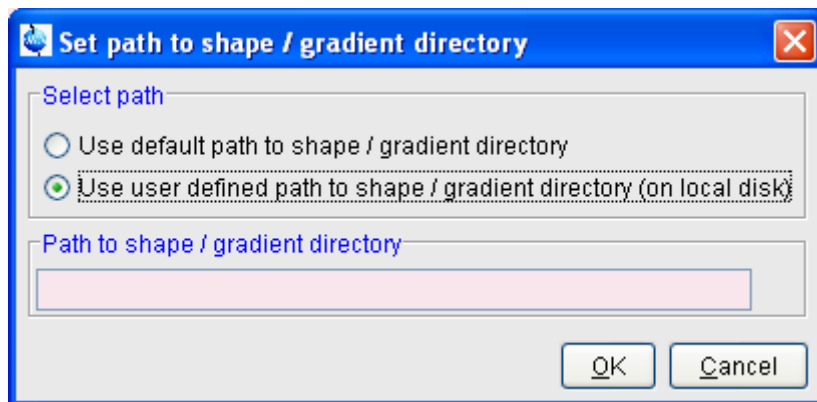 Set path to shape / gradient directory
Select path
Use default path to shape / gradient directory
Use user defined path to shape / gradient directory (on local disk)
Path to shape / gradient directory
OK
Cancel